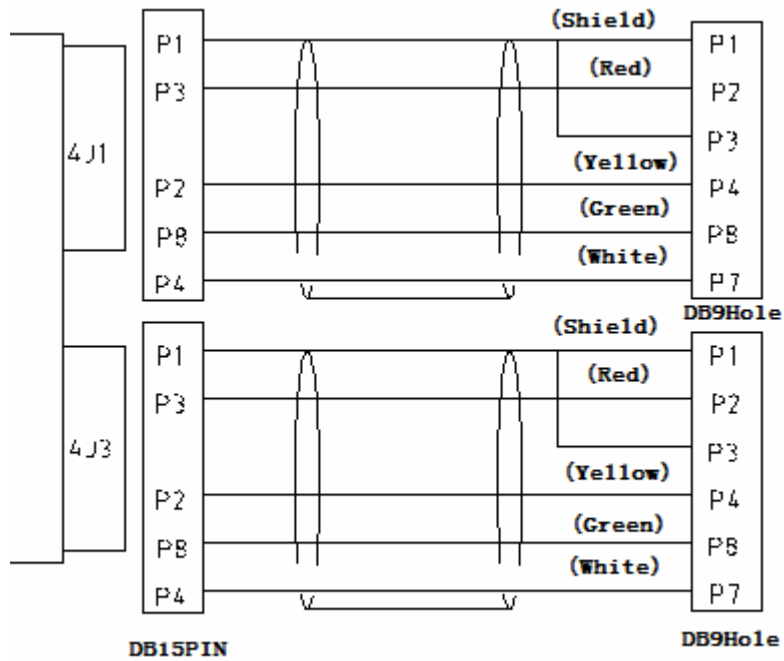 (Shield)
P1 P1
(Red)
P3 P2
P3
4J1
(Yellow)
P2 P4
(Green)
P8 P8
(White)
P4 P7
DB9Hole
(Shield)
P1 P1
(Red)
P3 P2
4J3 P3
(Yellow)
P2 P4
(Green)
P8 P8
(White)
P4 P7
DB15PIN DB9Hole